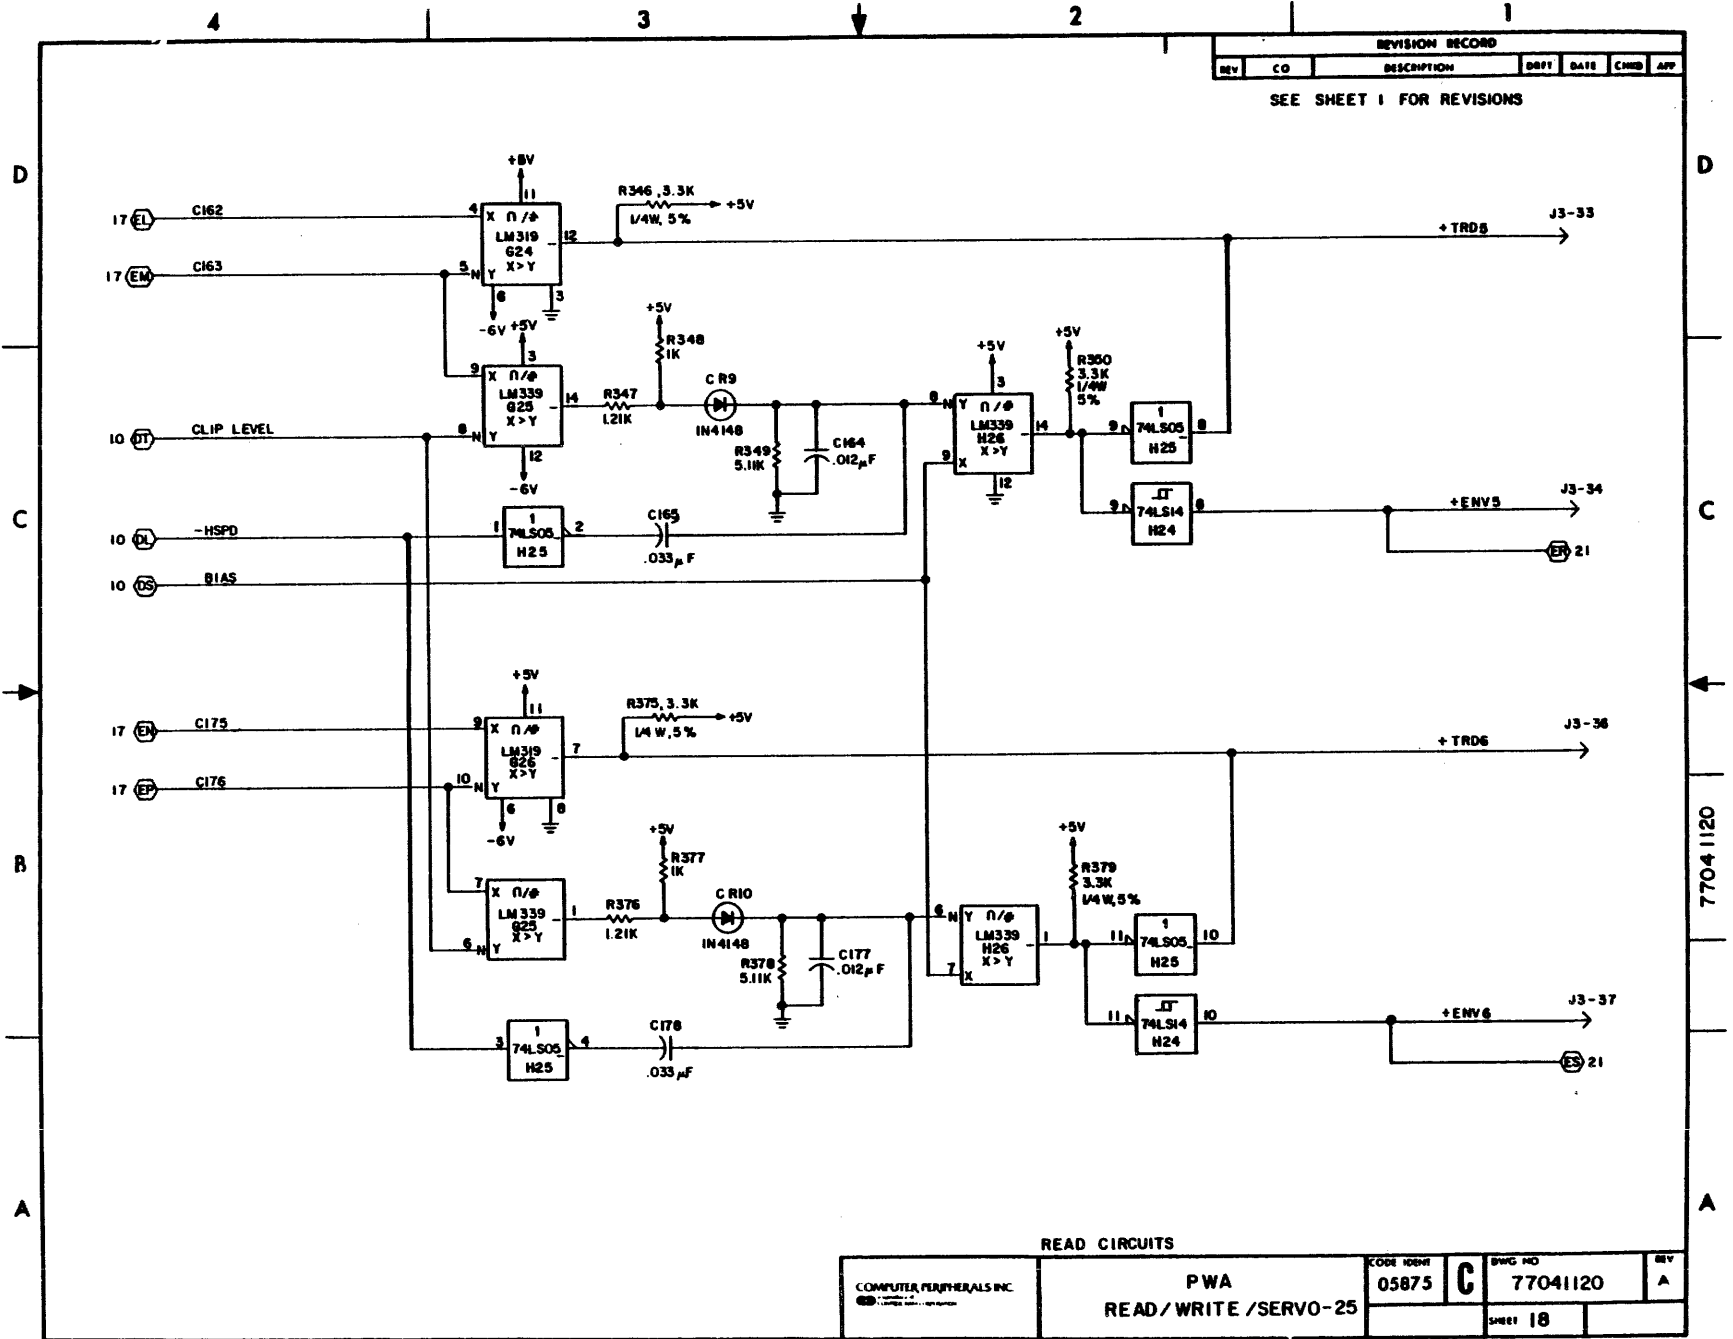 4 3 2 1
REVISION RECORD
REV CO DESCRIPTION DRFT DATE CHKD APP
SEE SHEET 1 FOR REVISIONS
D D
17 EL C162
17 EM C163
+5V
11
4 X ∩/#
LM319
G24
X>Y
5 N Y
12
6
-6V
3
R346, 3.3K
1/4W, 5%
+5V
+TRD5
J3-33
+5V
3
9 X ∩/#
LM339
G25
X>Y
8 N Y
14
12
-6V
R347
1.21K
+5V
R348
1K
CR9
1N4148
R349
5.11K
C164
.012µF
+5V
3
8 N Y ∩/#
LM339
H26
X>Y
9 X
14
12
+5V
R350
3.3K
1/4W
5%
9 1 8
74LS05
H25
9 8
74LS14
H24
+ENV5
J3-34
ER 21
10 DT CLIP LEVEL
C C
10 DL -HSPD
1 1 2
74LS05
H25
C165
.033µF
10 DS BIAS
17 EN C175
17 EP C176
+5V
11
9 X ∩/#
LM319
G26
X>Y
10 N Y
7
6
-6V
8
R375, 3.3K
1/4W, 5%
+5V
+TRD6
J3-36
77041120
B
7 X ∩/#
LM339
G25
X>Y
6 N Y
1
R376
1.21K
+5V
R377
1K
CR10
1N4148
R378
5.11K
C177
.012µF
6 N Y ∩/#
LM339
H26
X>Y
7 X
1
+5V
R379
3.3K
1/4W, 5%
11 1 10
74LS05
H25
11 10
74LS14
H24
+ENV6
J3-37
ES 21
3 1 4
74LS05
H25
C178
.033µF
A A
READ CIRCUITS
COMPUTER PERIPHERALS INC.
PWA
READ/WRITE/SERVO-25
CODE IDENT
05875
C
DWG NO
77041120
REV
A
SHEET 18